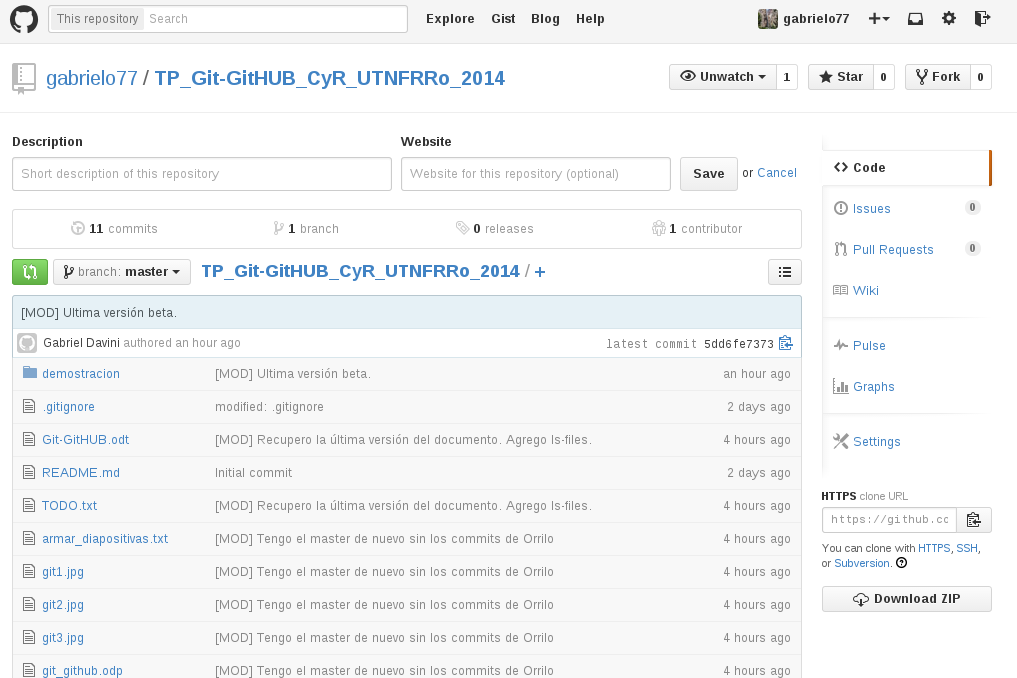 This repository Search Explore Gist Blog Help gabrielo77
gabrielo77 / TP_Git-GitHUB_CyR_UTNFRRo_2014 Unwatch 1 Star 0 Fork 0
Description Website
Short description of this repository Website for this repository (optional) Save or Cancel
11 commits 1 branch 0 releases 1 contributor
branch: master TP_Git-GitHUB_CyR_UTNFRRo_2014 / +
[MOD] Ultima versión beta.
Gabriel Davini authored an hour ago latest commit 5dd6fe7373
demostracion [MOD] Ultima versión beta. an hour ago
.gitignore modified: .gitignore 2 days ago
Git-GitHUB.odt [MOD] Recupero la última versión del documento. Agrego ls-files. 4 hours ago
README.md Initial commit 2 days ago
TODO.txt [MOD] Recupero la última versión del documento. Agrego ls-files. 4 hours ago
armar_diapositivas.txt [MOD] Tengo el master de nuevo sin los commits de Orrilo 4 hours ago
git1.jpg [MOD] Tengo el master de nuevo sin los commits de Orrilo 4 hours ago
git2.jpg [MOD] Tengo el master de nuevo sin los commits de Orrilo 4 hours ago
git3.jpg [MOD] Tengo el master de nuevo sin los commits de Orrilo 4 hours ago
git_github.odp [MOD] Tengo el master de nuevo sin los commits de Orrilo 4 hours ago
Code
Issues 0
Pull Requests 0
Wiki
Pulse
Graphs
Settings
HTTPS clone URL
https://github.cc
You can clone with HTTPS, SSH,
or Subversion.
Download ZIP